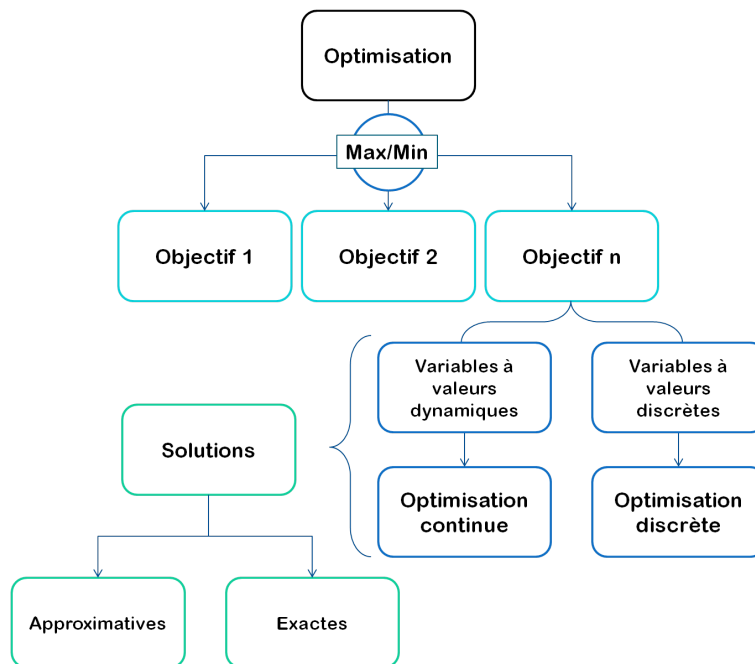 Optimisation
Max/Min
Objectif 1
Objectif 2
Objectif n
Variables à
valeurs
dynamiques
Variables à
valeurs
discrètes
Solutions
Optimisation
continue
Optimisation
discrète
Approximatives
Exactes